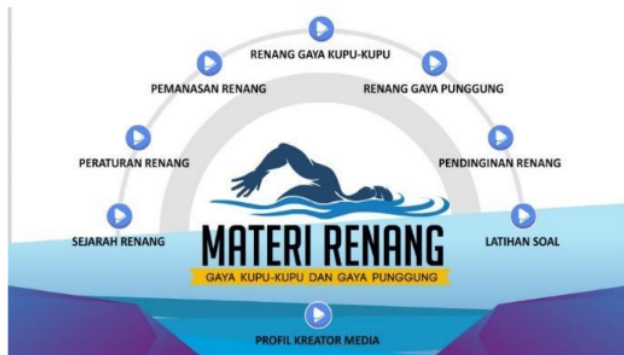 RENANG GAYA KUPU-KUPU
PEMANASAN RENANG
RENANG GAYA PUNGGUNG
PERATURAN RENANG
PENDINGINAN RENANG
SEJARAH RENANG
LATIHAN SOAL
MATERI RENANG
GAYA KUPU-KUPU DAN GAYA PUNGGUNG
PROFIL KREATOR MEDIA